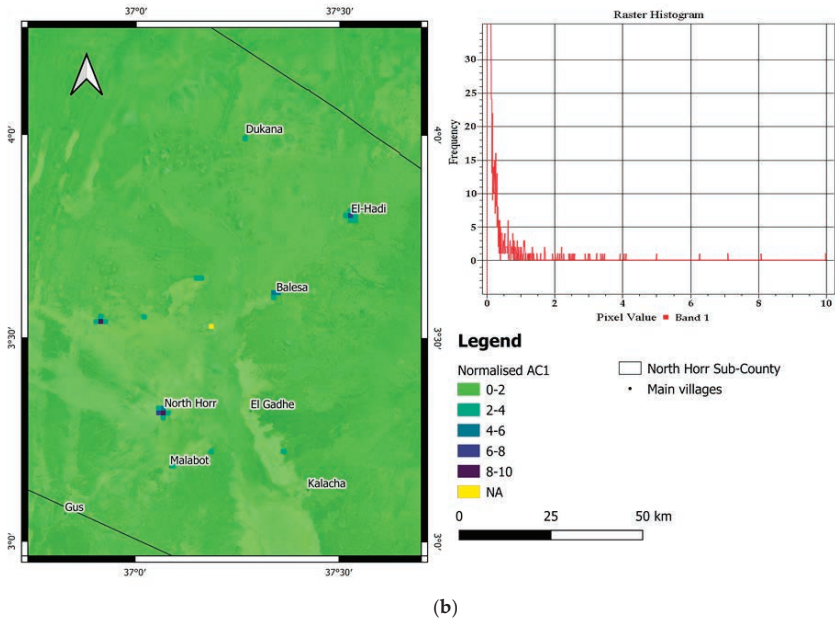 37°0'
37°30'
4°0'
4°0'
3°30'
3°30'
3°0'
3°0'
37°0'
37°30'
Dukana
El-Hadi
Balesa
North Horr
El Gadhe
Malabot
Kalacha
Gus
Raster Histogram
Frequency
30
25
20
15
10
5
0
0
2
4
6
8
10
Pixel Value
Band 1
Legend
Normalised AC1
0-2
2-4
4-6
6-8
8-10
NA
North Horr Sub-County
Main villages
0
25
50 km
(b)